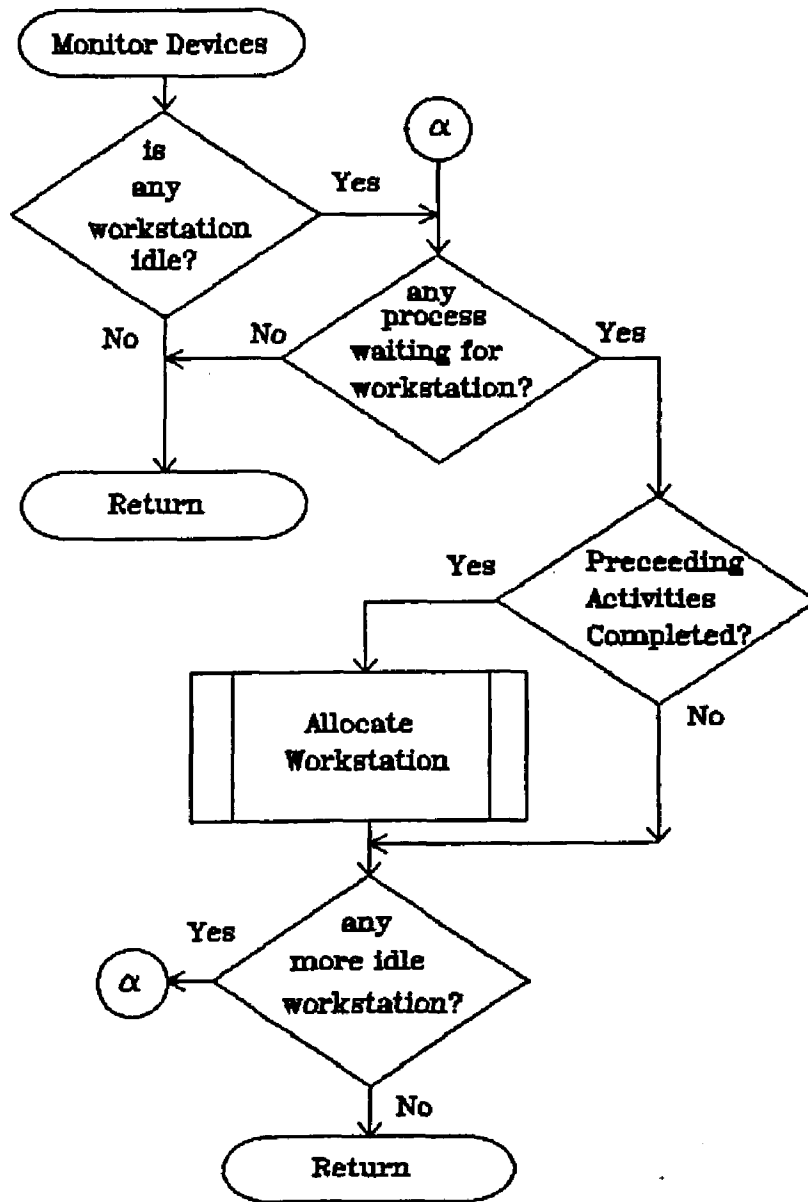 Monitor Devices
α
is
any
workstation
idle?
Yes
No
any
process
waiting for
workstation?
No
Yes
Return
Preceeding
Activities
Completed?
Yes
No
Allocate
Workstation
any
more idle
workstation?
Yes
α
No
Return